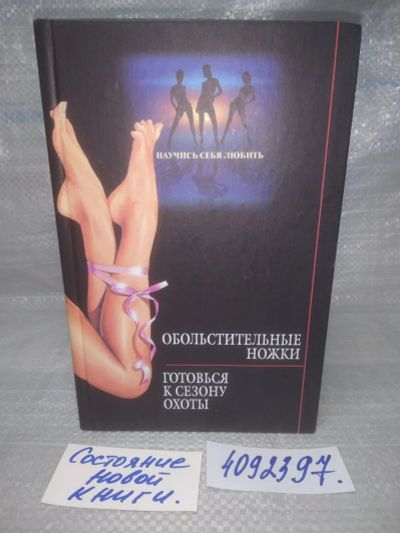 НАУЧИСЬ СЕБЯ ЛЮБИТЬ
ОБОЛЬСТИТЕЛЬНЫЕ
НОЖКИ
ГОТОВЬСЯ
К СЕЗОНУ
ОХОТЫ
Состояние
новой
книги.
4092397.